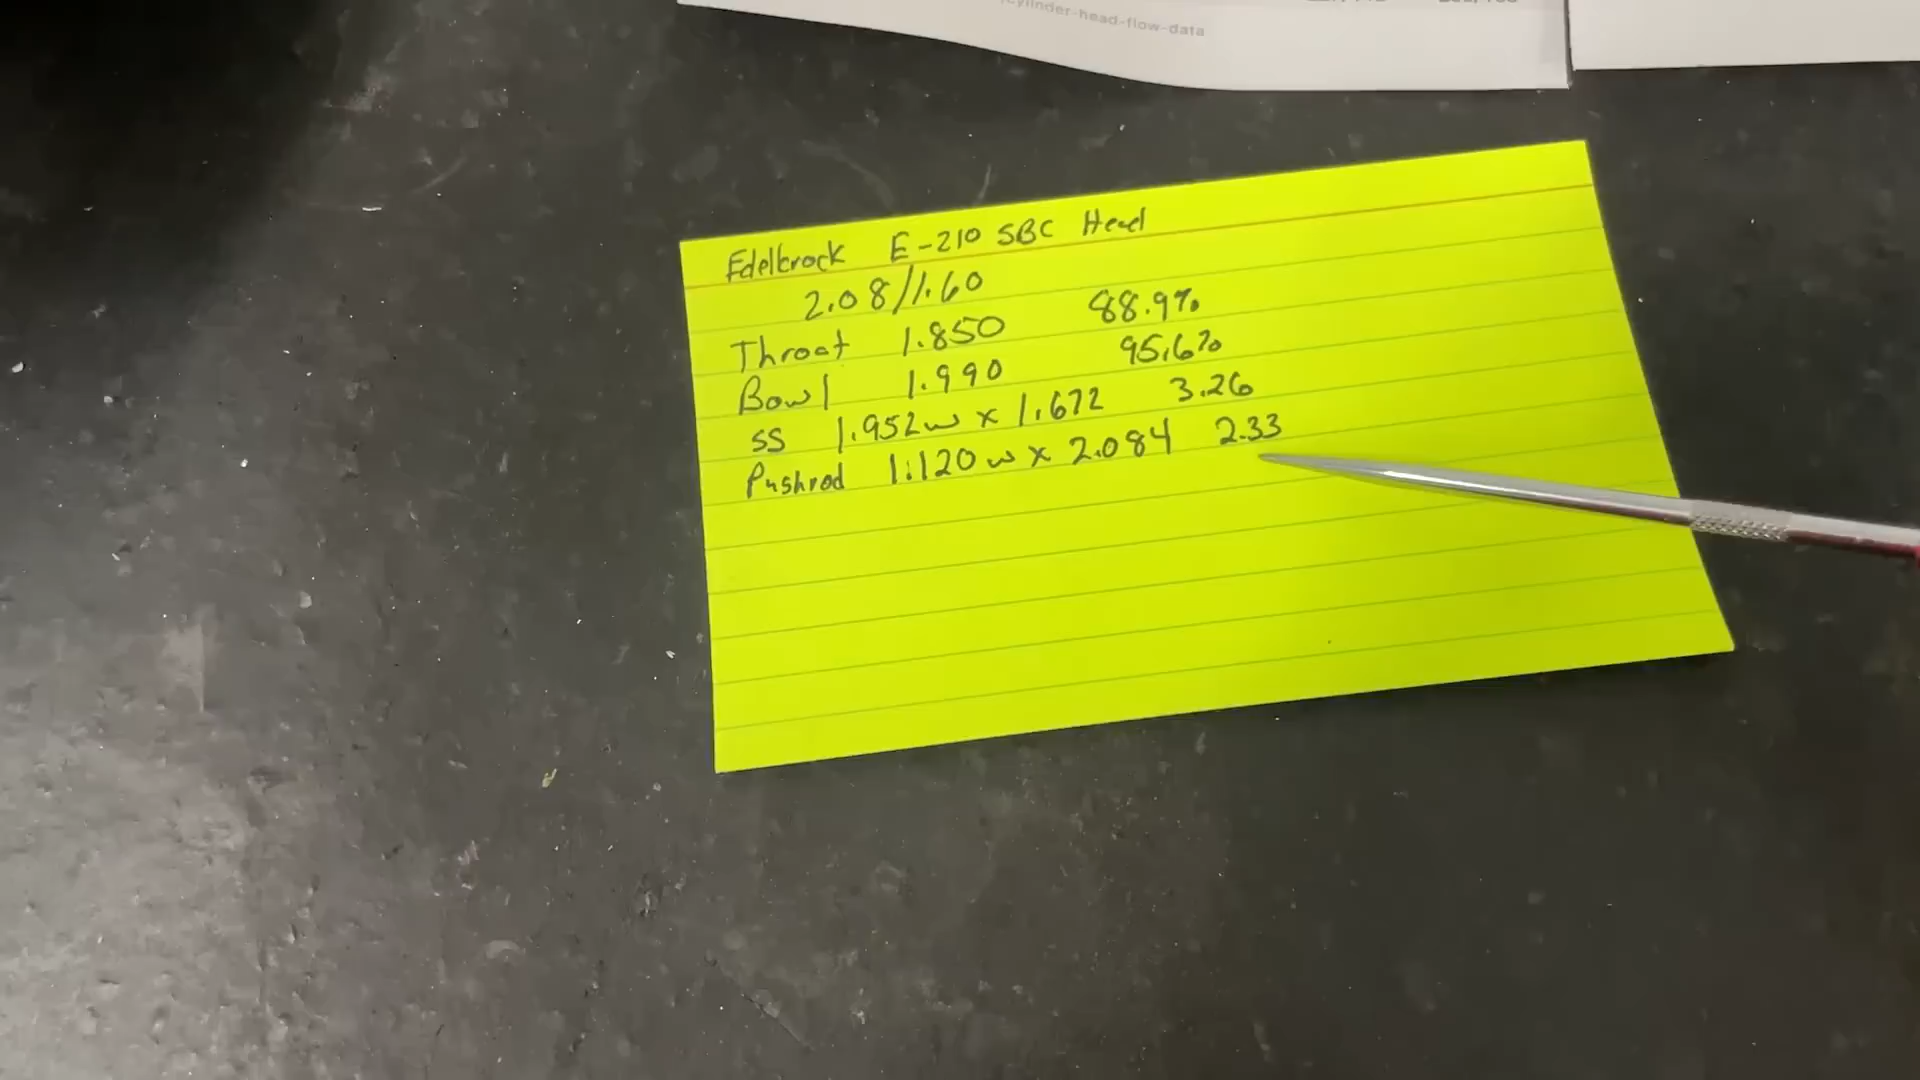 cylinder-head-flow-data
Edelbrock E-210 SBC Head
2.08/1.60
Throat 1.850 88.9%
Bowl 1.990 95.6%
SS 1.952w x 1.672 3.26
Pushrod 1.120w x 2.084 2.33